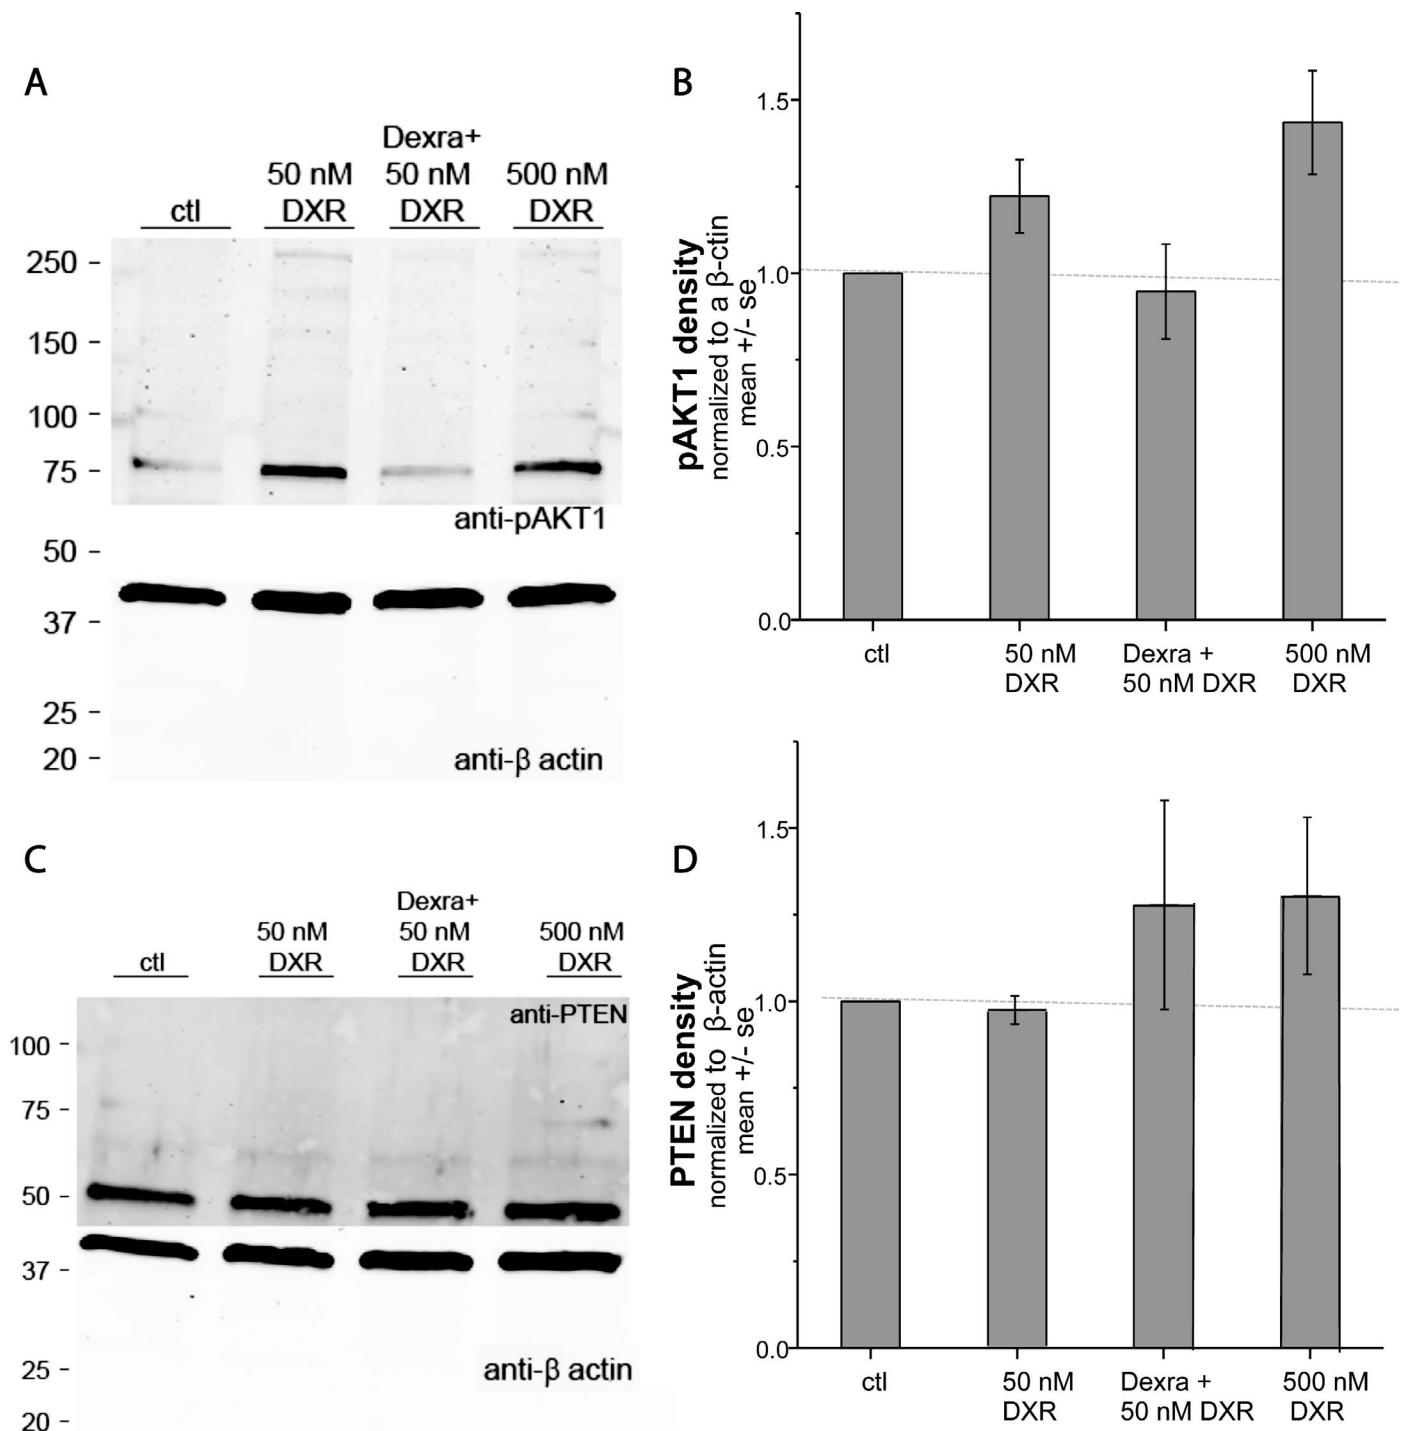 A
ctl
50 nM
DXR
Dexra+
50 nM
DXR
500 nM
DXR
250
150
100
75
anti-pAKT1
50
37
25
20
anti-β actin
B
pAKT1 density
normalized to a β-ctin
mean +/- se
1.5
1.0
0.5
0.0
ctl
50 nM
DXR
Dexra +
50 nM DXR
500 nM
DXR
C
ctl
50 nM
DXR
Dexra+
50 nM
DXR
500 nM
DXR
anti-PTEN
100
75
50
37
25
20
anti-β actin
D
PTEN density
normalized to β-actin
mean +/- se
1.5
1.0
0.5
0.0
ctl
50 nM
DXR
Dexra +
50 nM DXR
500 nM
DXR